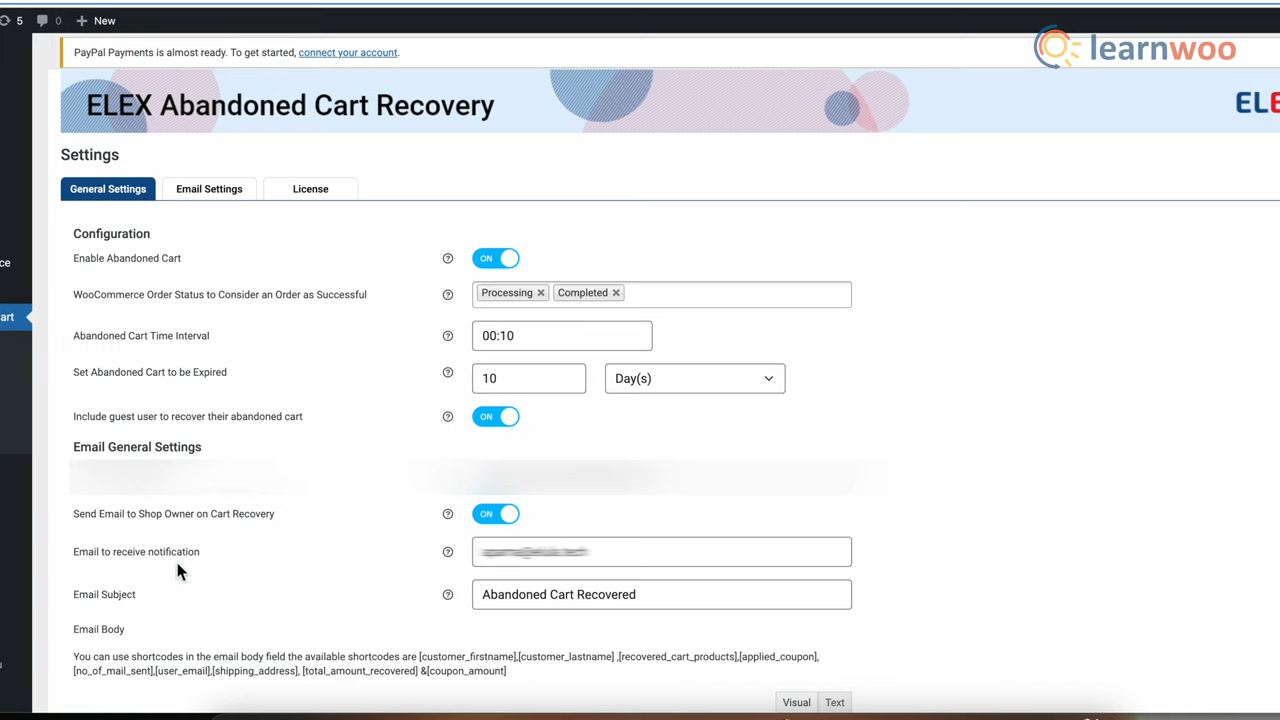 5 0 New
PayPal Payments is almost ready. To get started, connect your account.
learnwoo
ELEX Abandoned Cart Recovery
Settings
General Settings Email Settings License
Configuration
Enable Abandoned Cart ON
WooCommerce Order Status to Consider an Order as Successful Processing Completed
Abandoned Cart Time Interval 00:10
Set Abandoned Cart to be Expired 10 Day(s)
Include guest user to recover their abandoned cart ON
Email General Settings
Send Email to Shop Owner on Cart Recovery ON
Email to receive notification
Email Subject Abandoned Cart Recovered
Email Body
You can use shortcodes in the email body field the available shortcodes are [customer_firstname],[customer_lastname] ,[recovered_cart_products],[applied_coupon],
[no_of_mail_sent],[user_email],[shipping_address], [total_amount_recovered] &[coupon_amount]
Visual Text